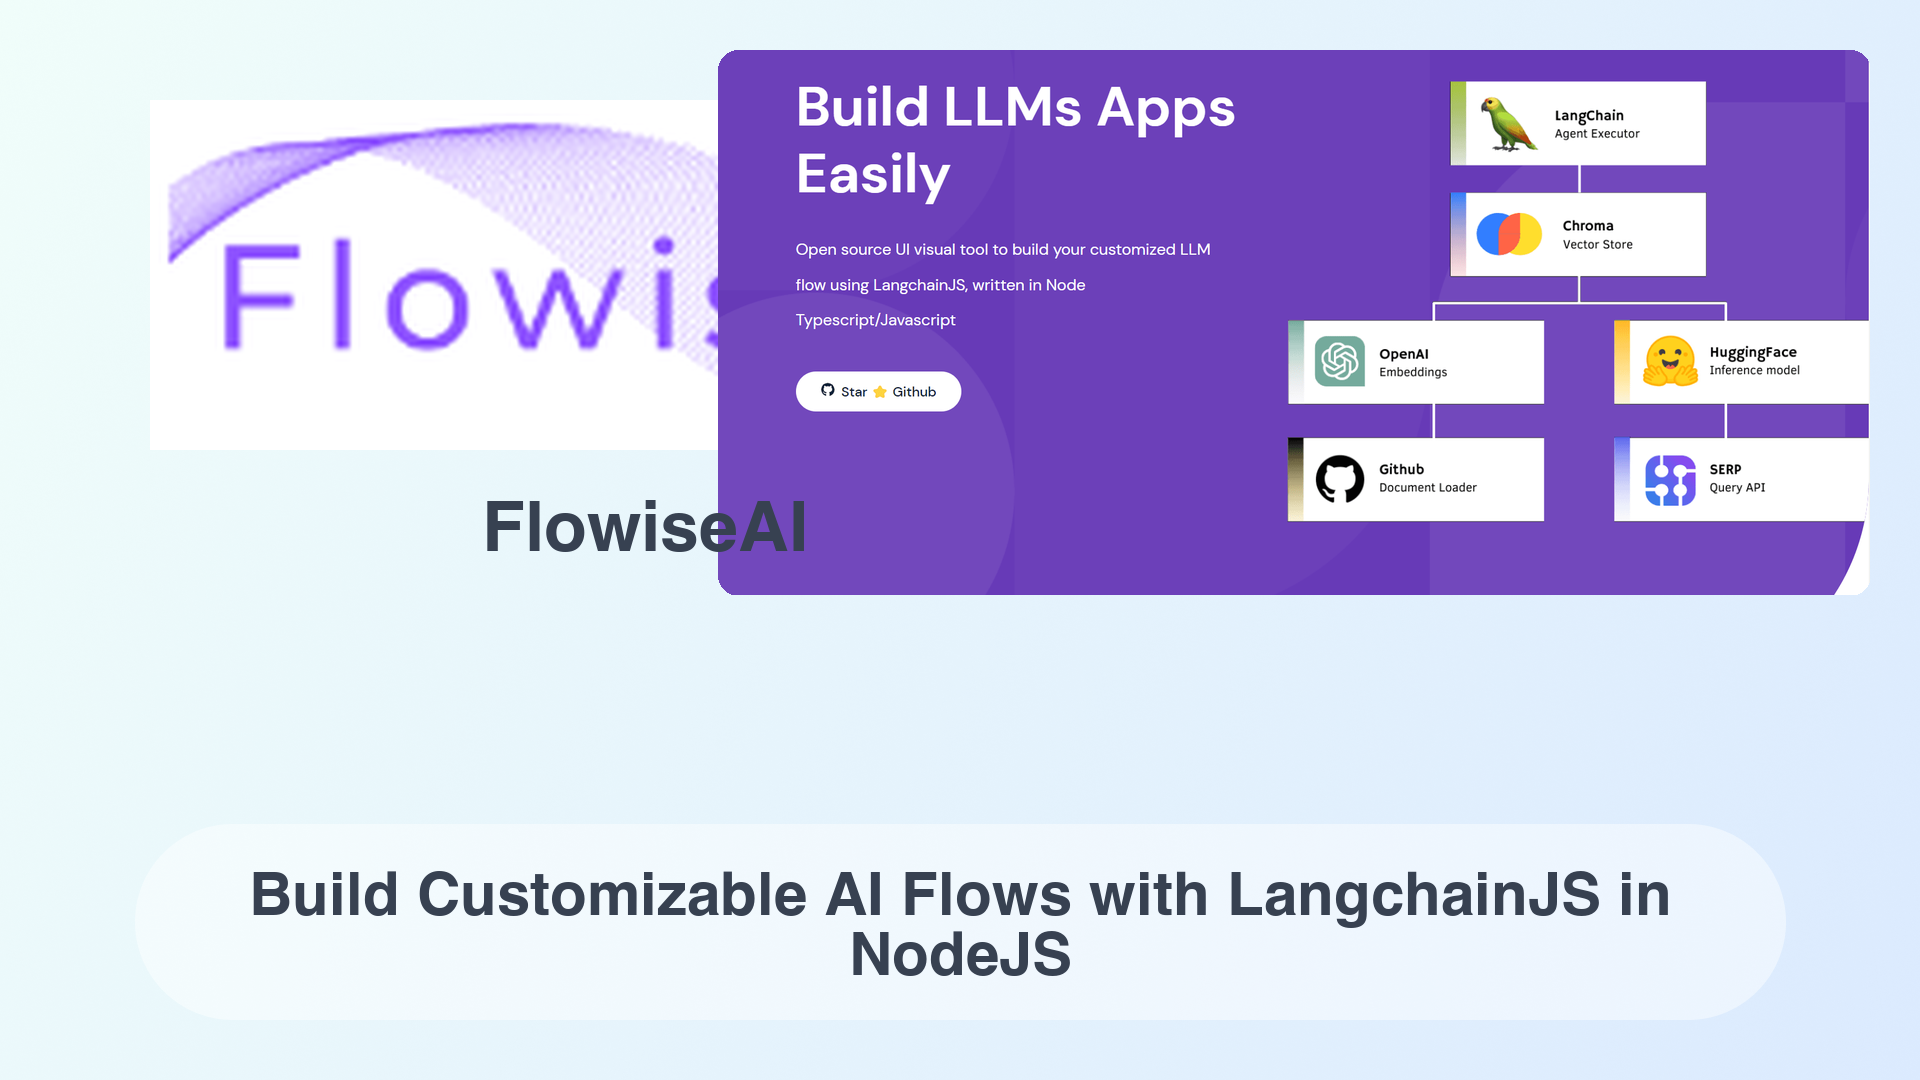 Flowis
Build LLMs Apps
Easily
Open source UI visual tool to build your customized LLM
flow using LangchainJS, written in Node
Typescript/Javascript
Star ⭐ Github
LangChain
Agent Executor
Chroma
Vector Store
OpenAI
Embeddings
HuggingFace
Inference model
Github
Document Loader
SERP
Query API
FlowiseAI
Build Customizable AI Flows with LangchainJS in
NodeJS